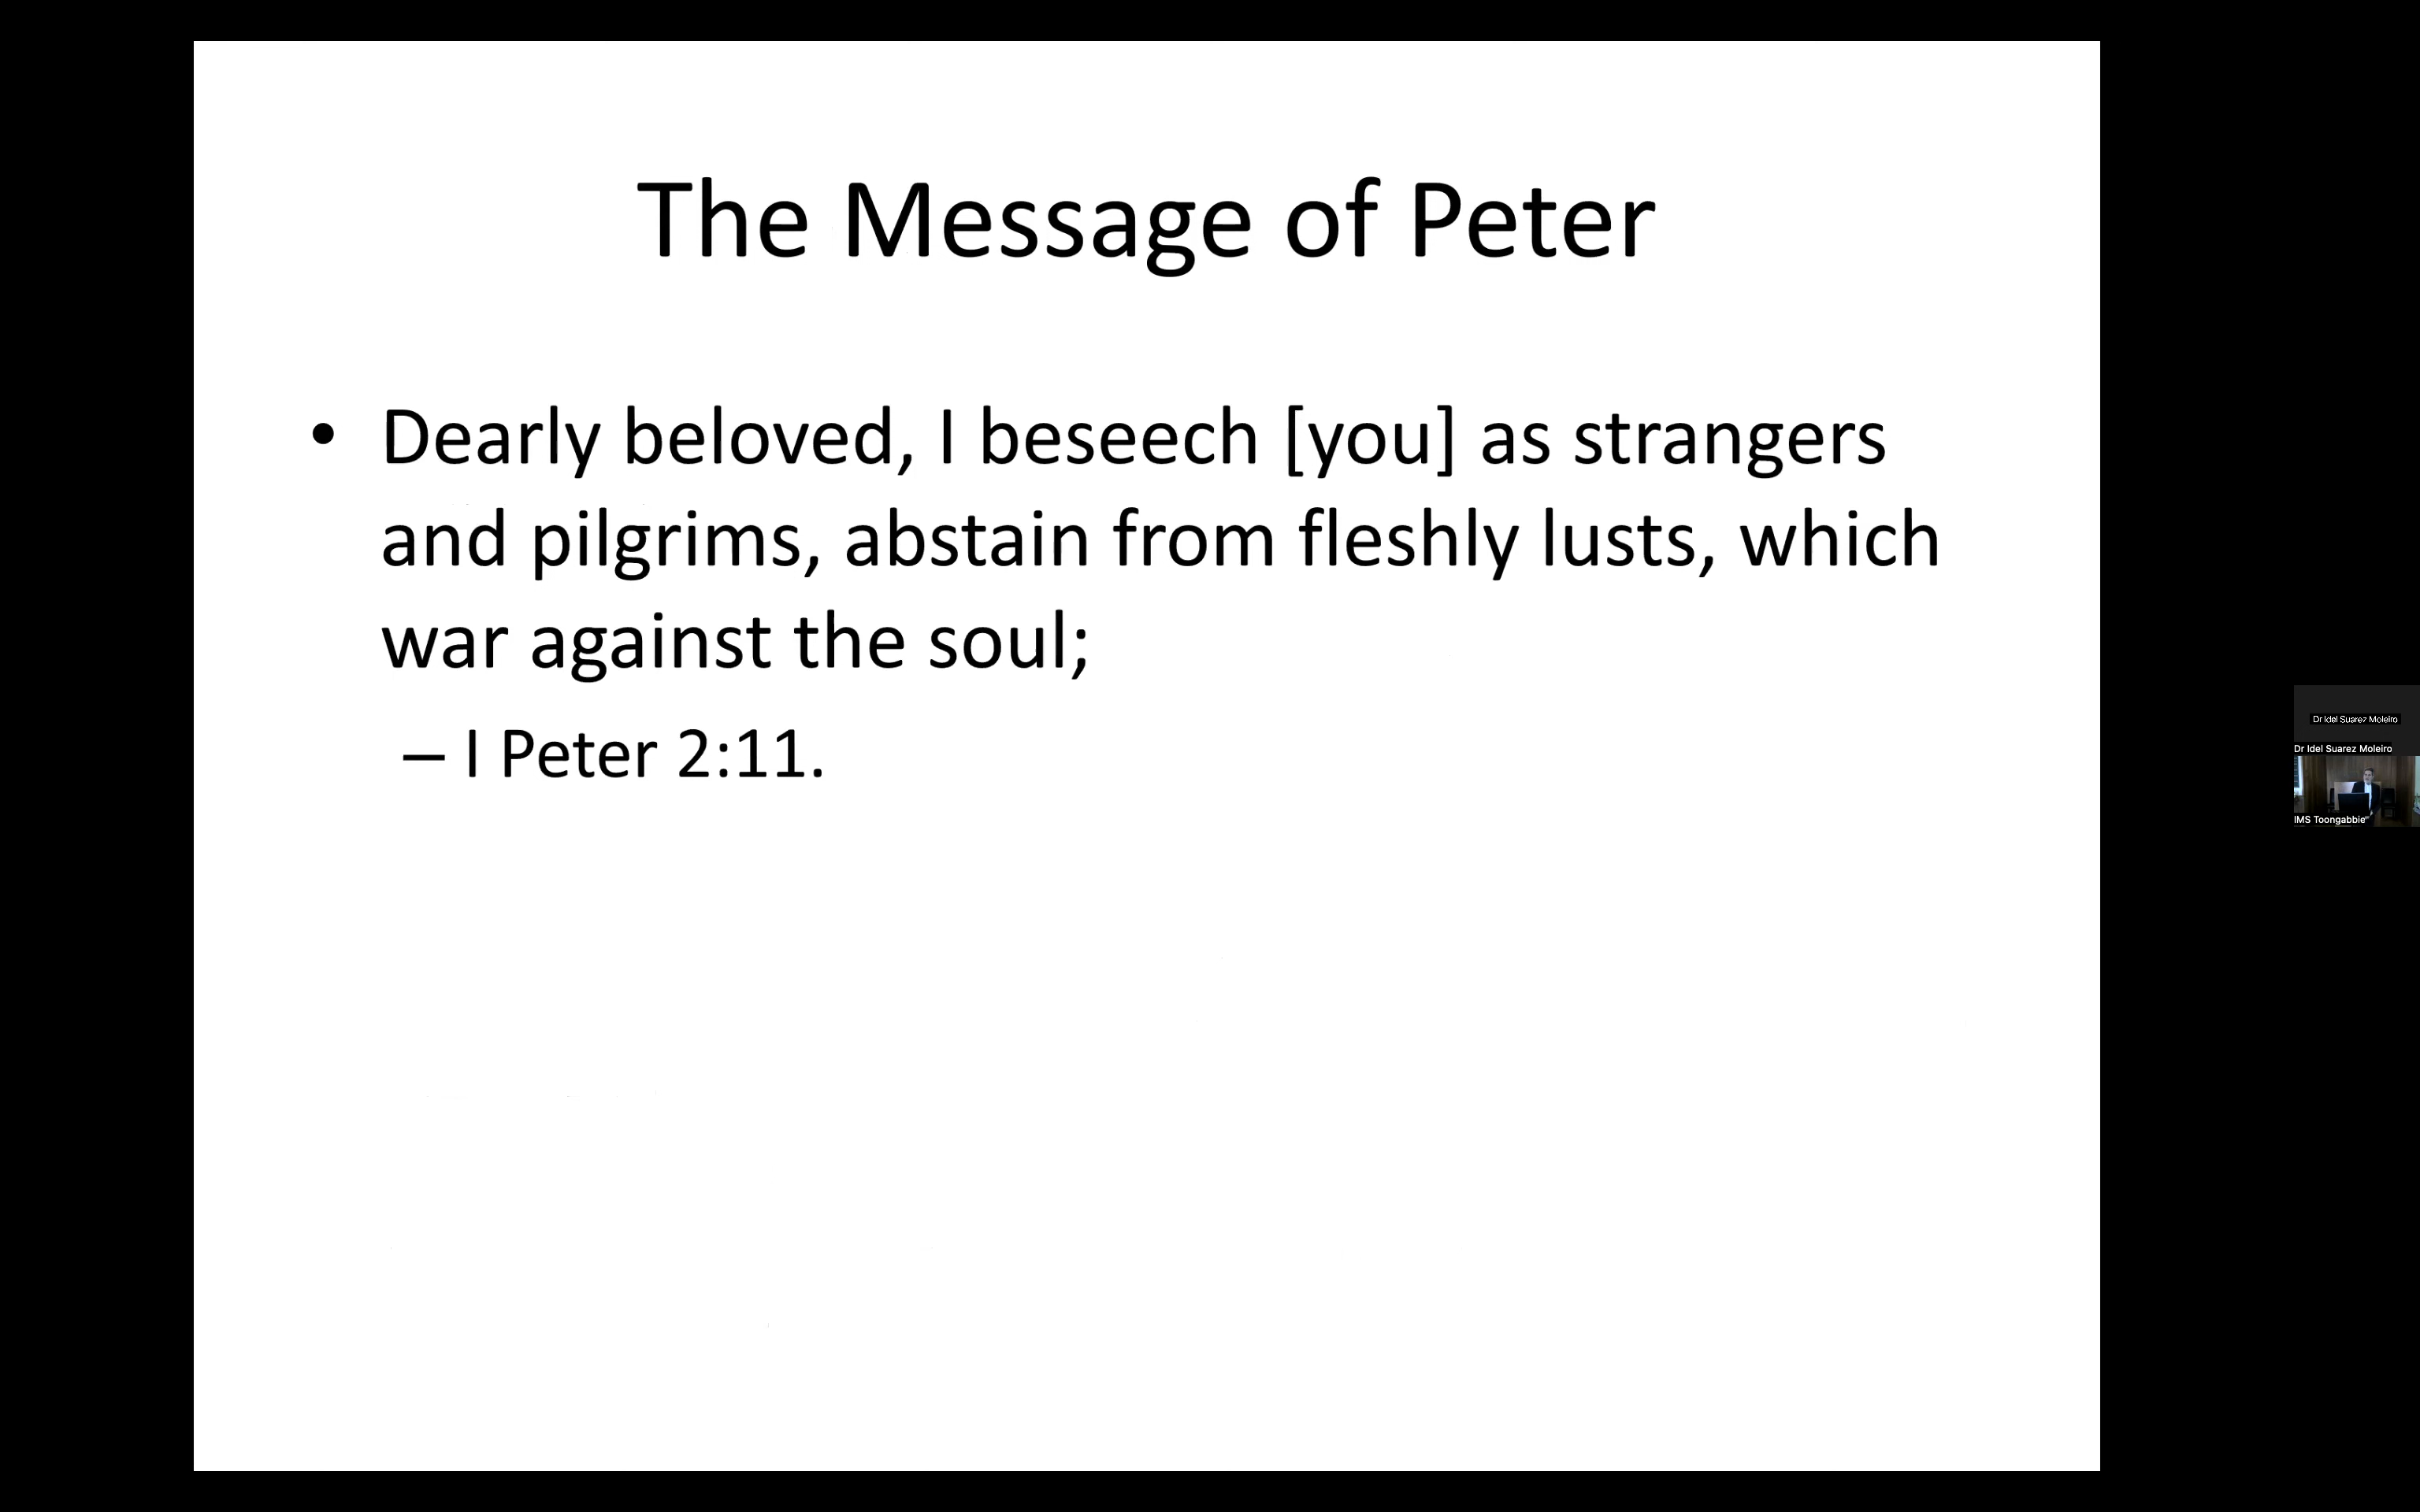 The Message of Peter
• Dearly beloved, I beseech [you] as strangers
and pilgrims, abstain from fleshly lusts, which
war against the soul;
– I Peter 2:11.
Dr Idel Suarez Moleiro
Dr Idel Suarez Moleiro
IMS Toongabbie